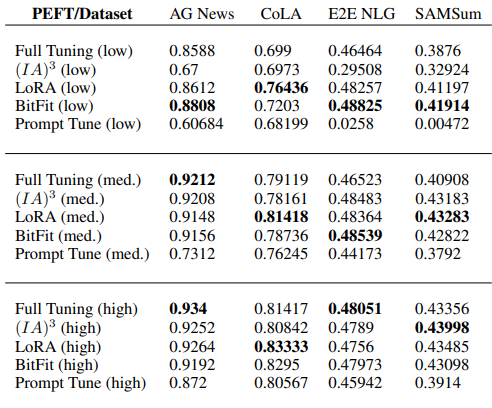 PEFT/Dataset AG News CoLA E2E NLG SAMSum
Full Tuning (low) 0.8588 0.699 0.46464 0.3876
(IA)³ (low) 0.67 0.6973 0.29508 0.32924
LoRA (low) 0.8612 0.76436 0.48257 0.41197
BitFit (low) 0.8808 0.7203 0.48825 0.41914
Prompt Tune (low) 0.60684 0.68199 0.0258 0.00472
Full Tuning (med.) 0.9212 0.79119 0.46523 0.40908
(IA)³ (med.) 0.9208 0.78161 0.48483 0.43183
LoRA (med.) 0.9148 0.81418 0.48364 0.43283
BitFit (med.) 0.9156 0.78736 0.48539 0.42822
Prompt Tune (med.) 0.7312 0.76245 0.44173 0.3792
Full Tuning (high) 0.934 0.81417 0.48051 0.43356
(IA)³ (high) 0.9252 0.80842 0.4789 0.43998
LoRA (high) 0.9264 0.83333 0.4756 0.43485
BitFit (high) 0.9192 0.8295 0.47973 0.43098
Prompt Tune (high) 0.872 0.80567 0.45942 0.3914